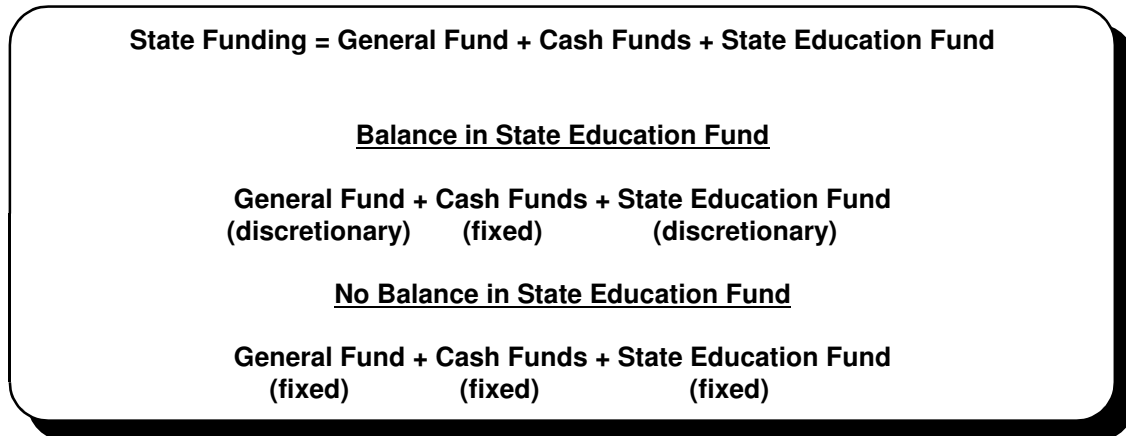 State Funding = General Fund + Cash Funds + State Education Fund
Balance in State Education Fund
General Fund + Cash Funds + State Education Fund
(discretionary) (fixed) (discretionary)
No Balance in State Education Fund
General Fund + Cash Funds + State Education Fund
(fixed) (fixed) (fixed)